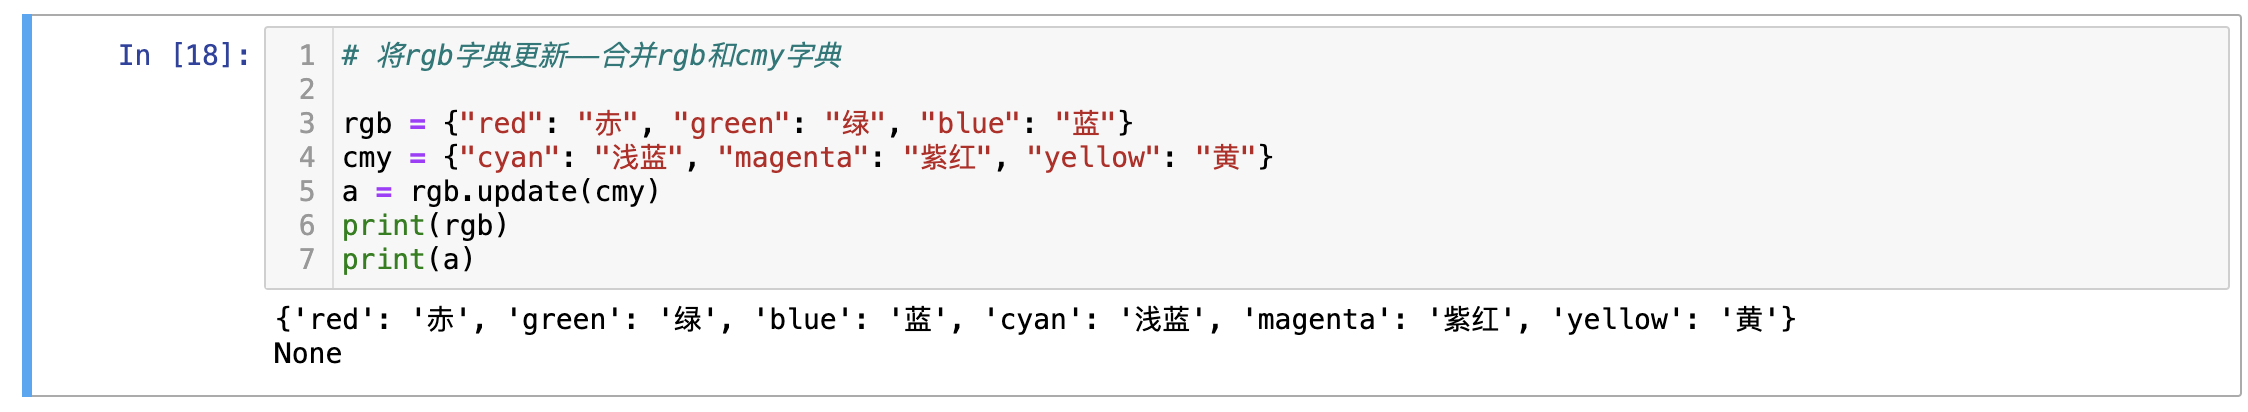 In [18]:
1 # 将rgb字典更新——合并rgb和cmy字典
2
3 rgb = {"red": "赤", "green": "绿", "blue": "蓝"}
4 cmy = {"cyan": "浅蓝", "magenta": "紫红", "yellow": "黄"}
5 a = rgb.update(cmy)
6 print(rgb)
7 print(a)
{'red': '赤', 'green': '绿', 'blue': '蓝', 'cyan': '浅蓝', 'magenta': '紫红', 'yellow': '黄'}
None